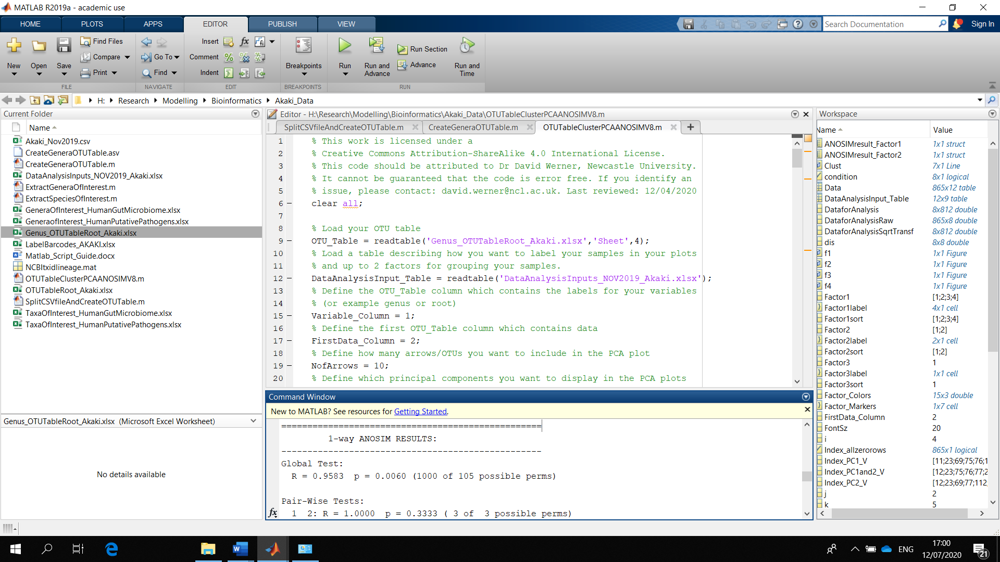 MATLAB R2019a - academic use
HOME PLOTS APPS EDITOR PUBLISH VIEW
Search Documentation
Sign In
New
Open
Save
Find Files
Compare
Print
FILE
Go To
Find
NAVIGATE
Insert
Comment
Indent
EDIT
Breakpoints
BREAKPOINTS
Run
Run and Advance
Run Section
Advance
Run and Time
RUN
H: Research Modelling Bioinformatics Akaki_Data
Current Folder
Name
Akaki_Nov2019.csv
CreateGeneraOTUTable.asv
CreateGeneraOTUTable.m
DataAnalysisInputs_NOV2019_Akaki.xlsx
ExtractGeneraOfInterest.m
ExtractSpeciesOfInterest.m
GeneraOfInterest_HumanGutMicrobiome.xlsx
GeneraofInterest_HumanPutativePathogens.xlsx
Genus_OTUTableRoot_Akaki.xlsx
LabelBarcodes_AKAKI.xlsx
Matlab_Script_Guide.docx
NCBItxidlineage.mat
OTUTableClusterPCAANOSIMV8.m
OTUTableRoot_Akaki.xlsx
SplitCSVfileAndCreateOTUTable.m
TaxaOfInterest_HumanGutMicrobiome.xlsx
TaxaOfInterest_HumanPutativePathogens.xlsx
Genus_OTUTableRoot_Akaki.xlsx (Microsoft Excel Worksheet)
No details available
Editor - H:\Research\Modelling\Bioinformatics\Akaki_Data\OTUTableClusterPCAANOSIMV8.m
SplitCSVfileAndCreateOTUTable.m CreateGeneraOTUTable.m OTUTableClusterPCAANOSIMV8.m
1 % This work is licensed under a
2 % Creative Commons Attribution-ShareAlike 4.0 International License.
3 % This code should be attributed to Dr David Werner, Newcastle University.
4 % It cannot be guaranteed that the code is error free. If you identify an
5 % issue, please contact: david.werner@ncl.ac.uk. Last reviewed: 12/04/2020
6 – clear all;
7
8 % Load your OTU table
9 – OTU_Table = readtable('Genus_OTUTableRoot_Akaki.xlsx','Sheet',4);
10 % Load a table describing how you want to label your samples in your plots
11 % and up to 2 factors for grouping your samples.
12 – DataAnalysisInput_Table = readtable('DataAnalysisInputs_NOV2019_Akaki.xlsx');
13 % Define the OTU_Table column which contains the labels for your variables
14 % (or example genus or root)
15 – Variable_Column = 1;
16 % Define the first OTU_Table column which contains data
17 – FirstData_Column = 2;
18 % Define how many arrows/OTUs you want to include in the PCA plot
19 – NofArrows = 10;
20 % Define which principal components you want to display in the PCA plots
Command Window
New to MATLAB? See resources for Getting Started.
==================================================
1-way ANOSIM RESULTS:
--------------------------------------------------
Global Test:
R = 0.9583 p = 0.0060 (1000 of 105 possible perms)
Pair-Wise Tests:
1 2: R = 1.0000 p = 0.3333 ( 3 of 3 possible perms)
fx
Workspace
Name Value
ANOSIMresult_Factor1 1x1 struct
ANOSIMresult_Factor2 1x1 struct
Clust 7x1 Line
condition 8x1 logical
Data 865x12 table
DataAnalysisInput_Table 12x9 table
DataforAnalysis 8x812 double
DataforAnalysisRaw 865x8 double
DataforAnalysisSqrtTransf 8x812 double
dis 8x8 double
f1 1x1 Figure
f2 1x1 Figure
f3 1x1 Figure
f4 1x1 Figure
Factor1 [1;2;3;4]
Factor1label 4x1 cell
Factor1sort [1;2;3;4]
Factor2 [1;2]
Factor2label 2x1 cell
Factor2sort [1;2]
Factor3 1
Factor3label 1x1 cell
Factor3sort 1
Factor_Colors 15x3 double
Factor_Markers 1x7 cell
FirstData_Column 2
FontSz 20
i 4
Index_allzerorows 865x1 logical
Index_PC1_V [11;23;69;75;76;1
Index_PC1and2_V [12;23;75;76;77;2
Index_PC2_V [12;23;69;77;112,
j 2
k 5
ENG
17:00
12/07/2020
21